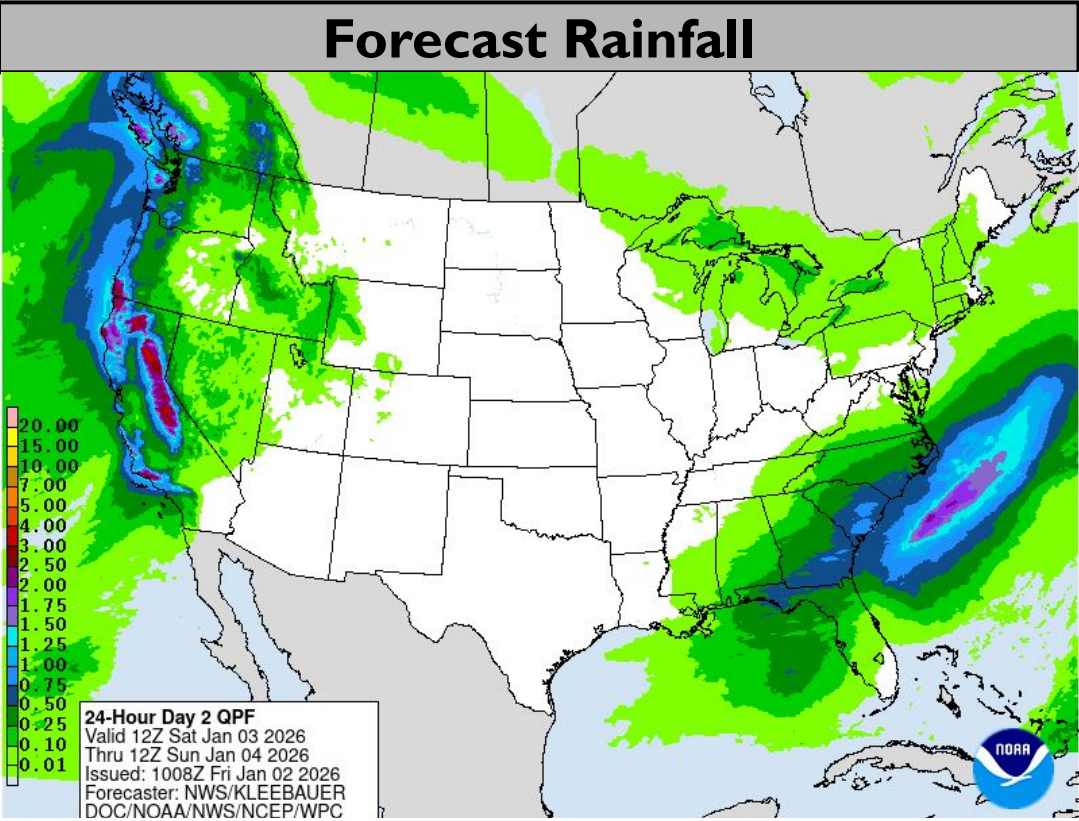 Forecast Rainfall
20.00
15.00
10.00
7.00
5.00
4.00
3.00
2.50
2.00
1.75
1.50
1.25
1.00
0.75
0.50
0.25
0.10
0.01
24-Hour Day 2 QPF
Valid 12Z Sat Jan 03 2026
Thru 12Z Sun Jan 04 2026
Issued: 1008Z Fri Jan 02 2026
Forecaster: NWS/KLEEBAUER
DOC/NOAA/NWS/NCEP/WPC
NOAA